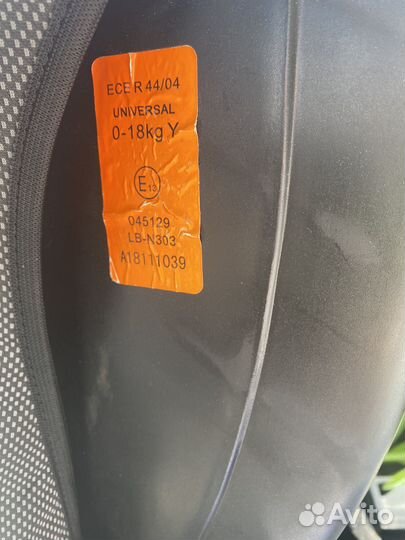 ECE R 44/04
UNIVERSAL
0-18kg Y
E13
045129
LB-N303
A18111039
Avito